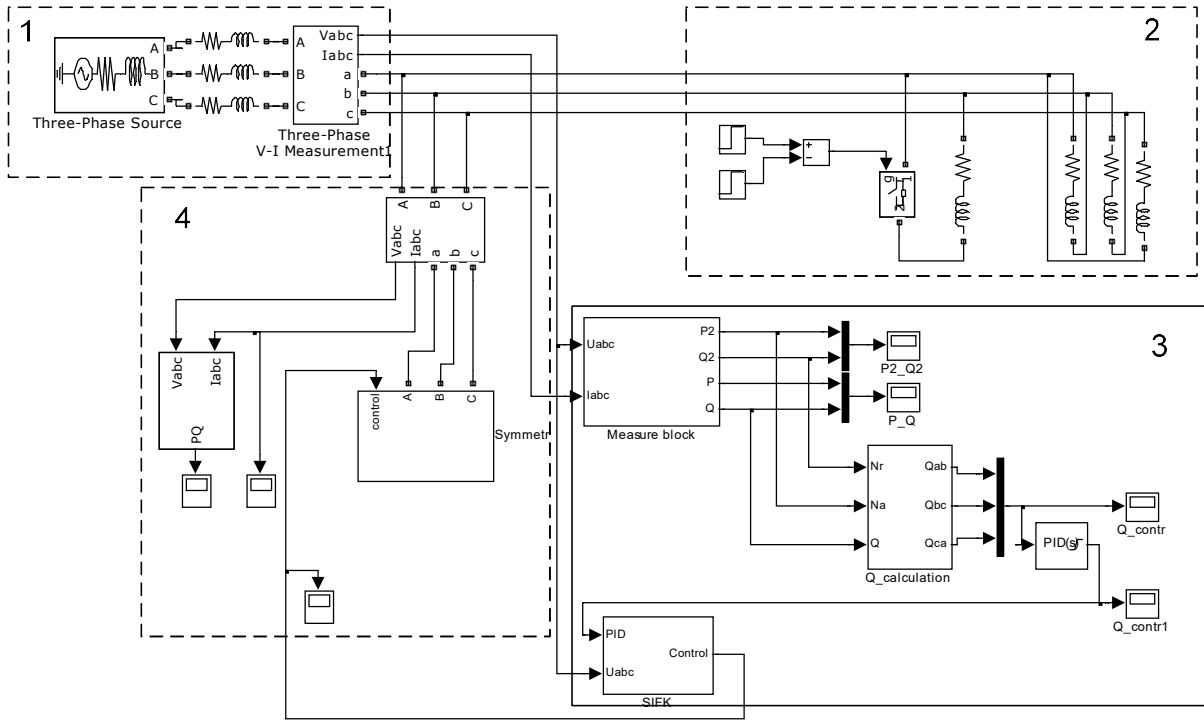 1
A
B
C
Three-Phase Source
A
B
C
Vabc
Iabc
a
b
c
Three-Phase
V-I Measurement1
2
+
−
g
1
2
4
A
B
C
Vabc
Iabc
a
b
c
Vabc
Iabc
PQ
control
A
B
C
Symmetr
3
Uabc
Iabc
P2
Q2
P
Q
Measure block
P2_Q2
P_Q
Nr
Na
Q
Qab
Qbc
Qca
Q_calculation
Q_contr
PID(s)
Q_contr1
PID
Uabc
Control
SIFK